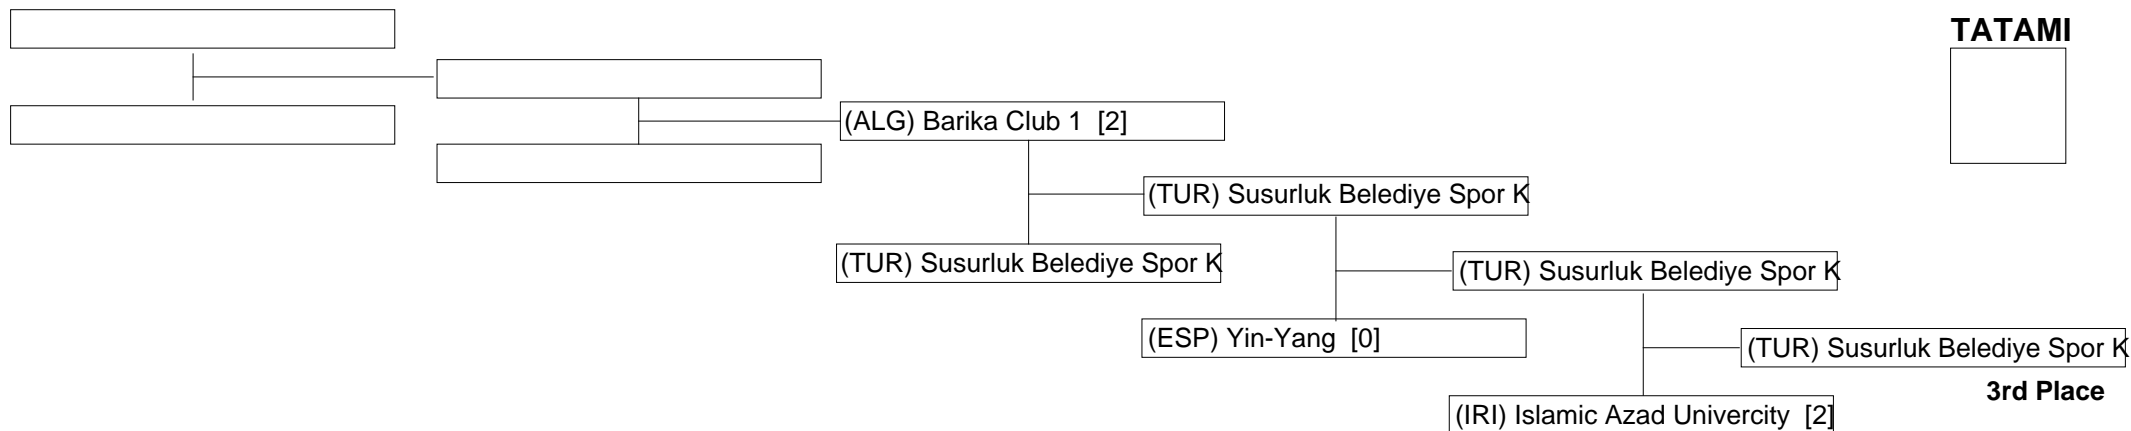 TATAMI
(ALG) Barika Club 1 [2]
(TUR) Susurluk Belediye Spor K
(TUR) Susurluk Belediye Spor K
(TUR) Susurluk Belediye Spor K
(ESP) Yin-Yang [0]
(TUR) Susurluk Belediye Spor K
3rd Place
(IRI) Islamic Azad Univercity [2]